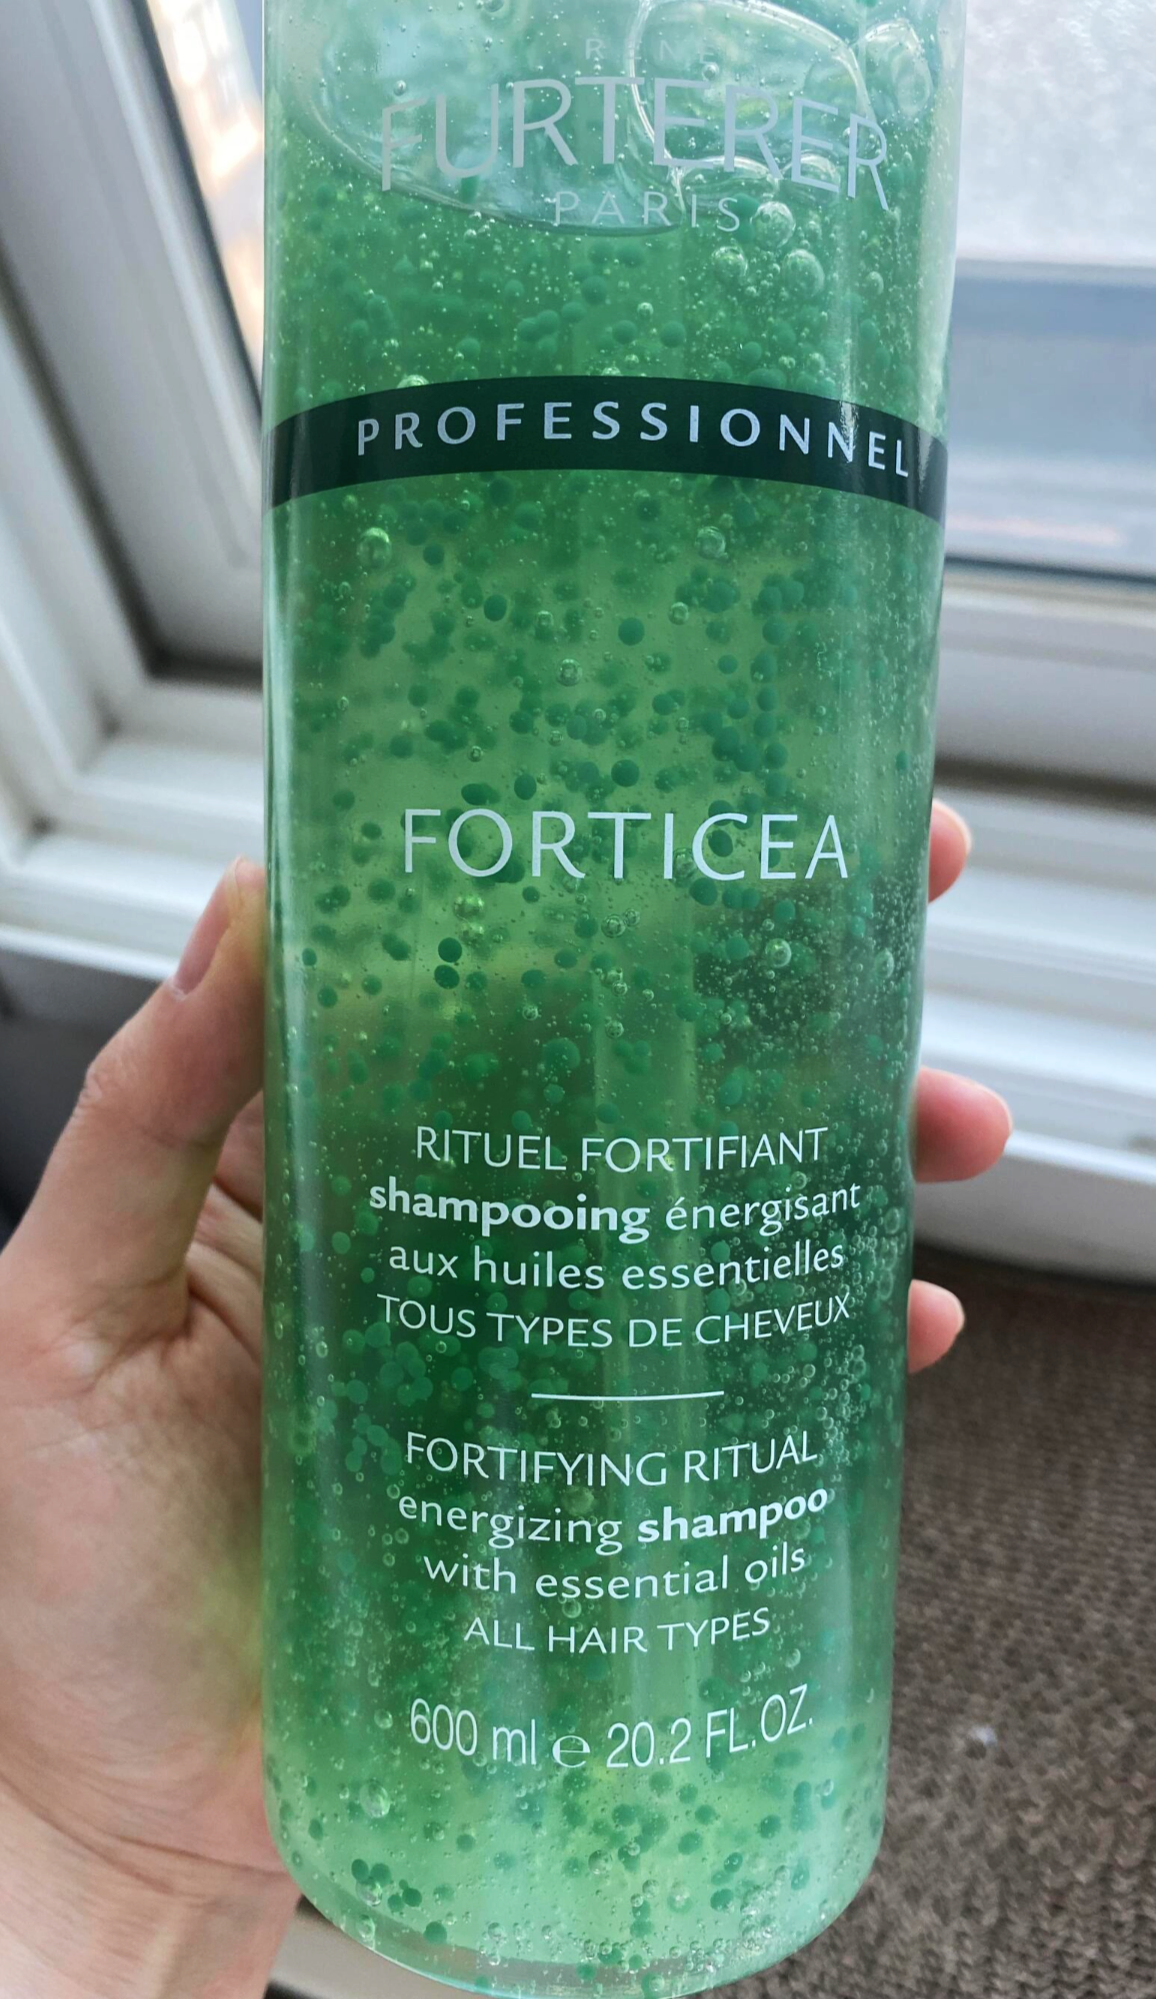 RENE
FURTERER
PARIS
PROFESSIONNEL
FORTICEA
RITUEL FORTIFIANT
shampooing énergisant
aux huiles essentielles
TOUS TYPES DE CHEVEUX
FORTIFYING RITUAL
energizing shampoo
with essential oils
ALL HAIR TYPES
600 ml ℮ 20.2 FL.OZ.